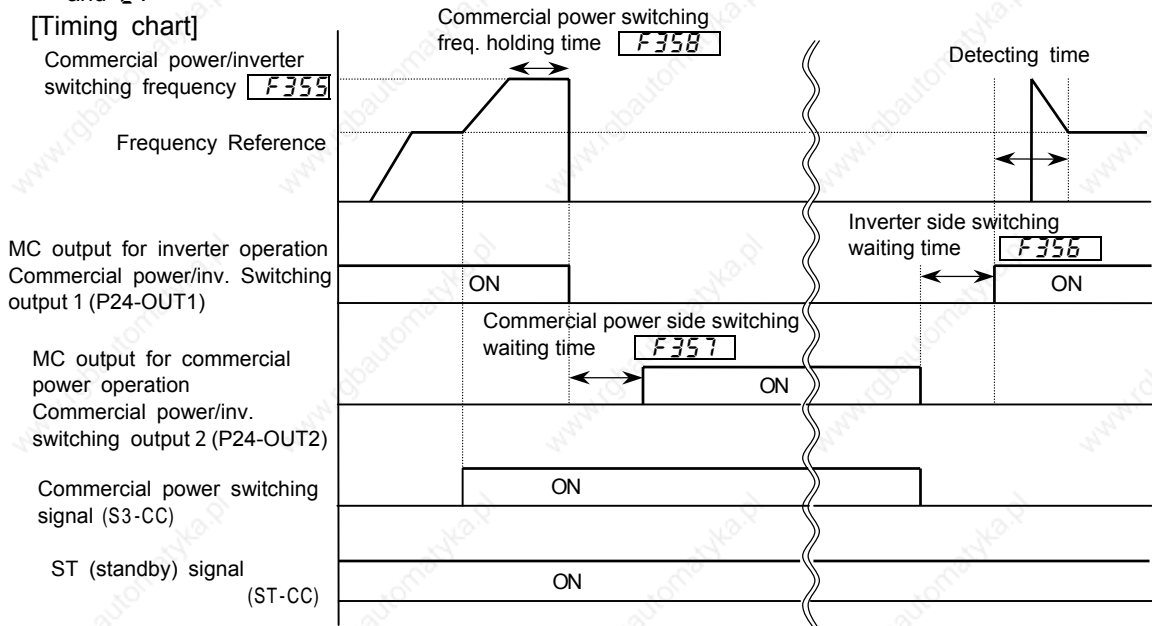 [Timing chart]
Commercial power/inverter
switching frequency F355
Frequency Reference
Commercial power switching
freq. holding time F358
Detecting time
Inverter side switching
waiting time F356
MC output for inverter operation
Commercial power/inv. Switching
output 1 (P24-OUT1)
ON
ON
Commercial power side switching
waiting time F357
MC output for commercial
power operation
Commercial power/inv.
switching output 2 (P24-OUT2)
ON
Commercial power switching
signal (S3-CC)
ON
ST (standby) signal
(ST-CC)
ON
www.rgbautomatyka.pl